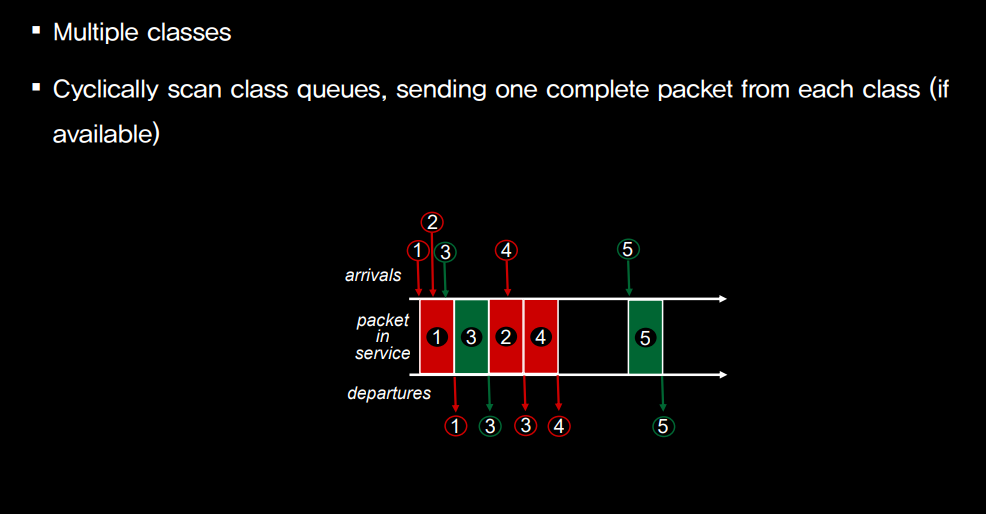 ▪ Multiple classes
▪ Cyclically scan class queues, sending one complete packet from each class (if
available)
2
1 3 4 5
arrivals
packet
in
service
1 3 2 4 5
departures
1 3 3 4 5